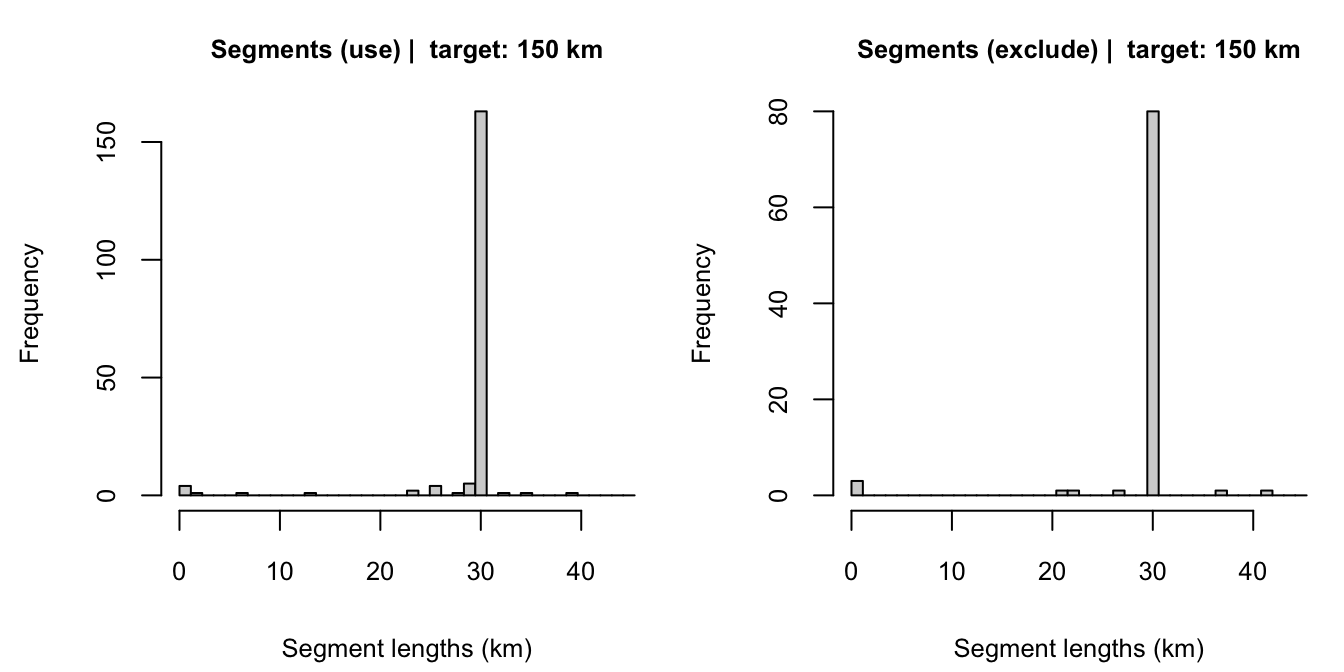 Segments (use) |  target: 150 km
Frequency
150
100
50
0
0 10 20 30 40
Segment lengths (km)
Segments (exclude) |  target: 150 km
Frequency
80
60
40
20
0
0 10 20 30 40
Segment lengths (km)